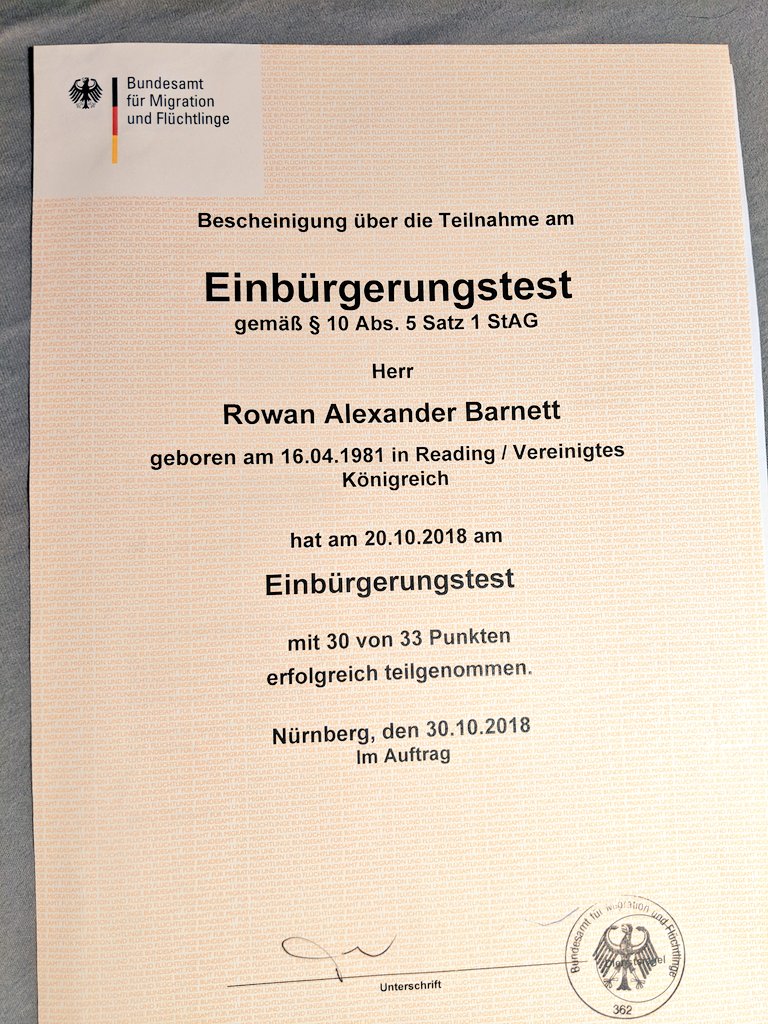 Bundesamt
für Migration
und Flüchtlinge
Bescheinigung über die Teilnahme am
Einbürgerungstest
gemäß § 10 Abs. 5 Satz 1 StAG
Herr
Rowan Alexander Barnett
geboren am 16.04.1981 in Reading / Vereinigtes
Königreich
hat am 20.10.2018 am
Einbürgerungstest
mit 30 von 33 Punkten
erfolgreich teilgenommen.
Nürnberg, den 30.10.2018
Im Auftrag
Unterschrift
Bundesamt für Migration und Flüchtlinge
Dienstsiegel
362